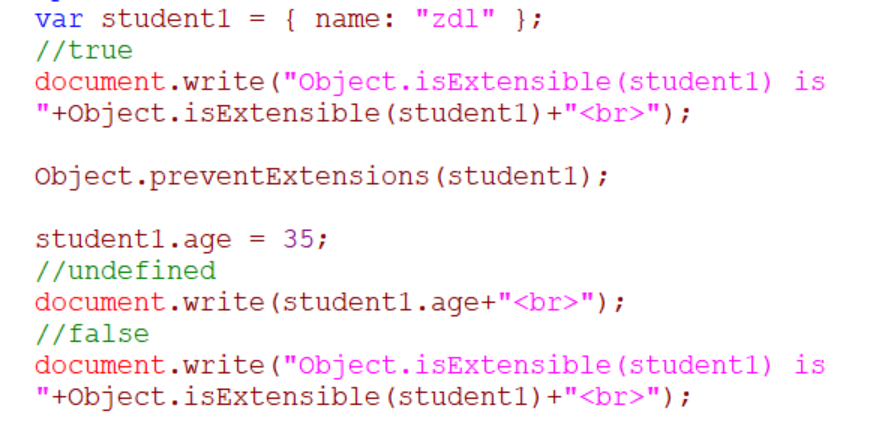 var student1 = { name: "zdl" };
//true
document.write("Object.isExtensible(student1) is
"+Object.isExtensible(student1)+"<br>");
Object.preventExtensions(student1);
student1.age = 35;
//undefined
document.write(student1.age+"<br>");
//false
document.write("Object.isExtensible(student1) is
"+Object.isExtensible(student1)+"<br>");